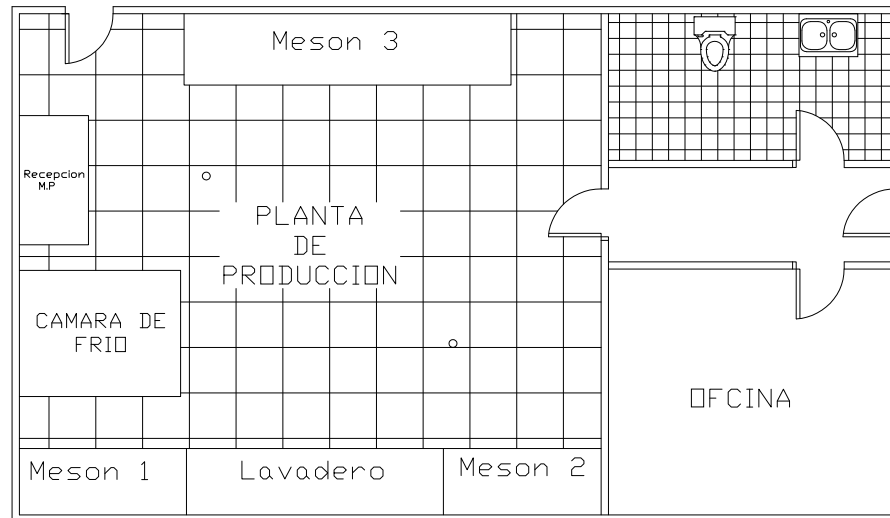 Meson 3
Recepcion
M.P
PLANTA
DE
PRODUCCION
CAMARA DE
FRIO
OFCINA
Meson 1
Lavadero
Meson 2